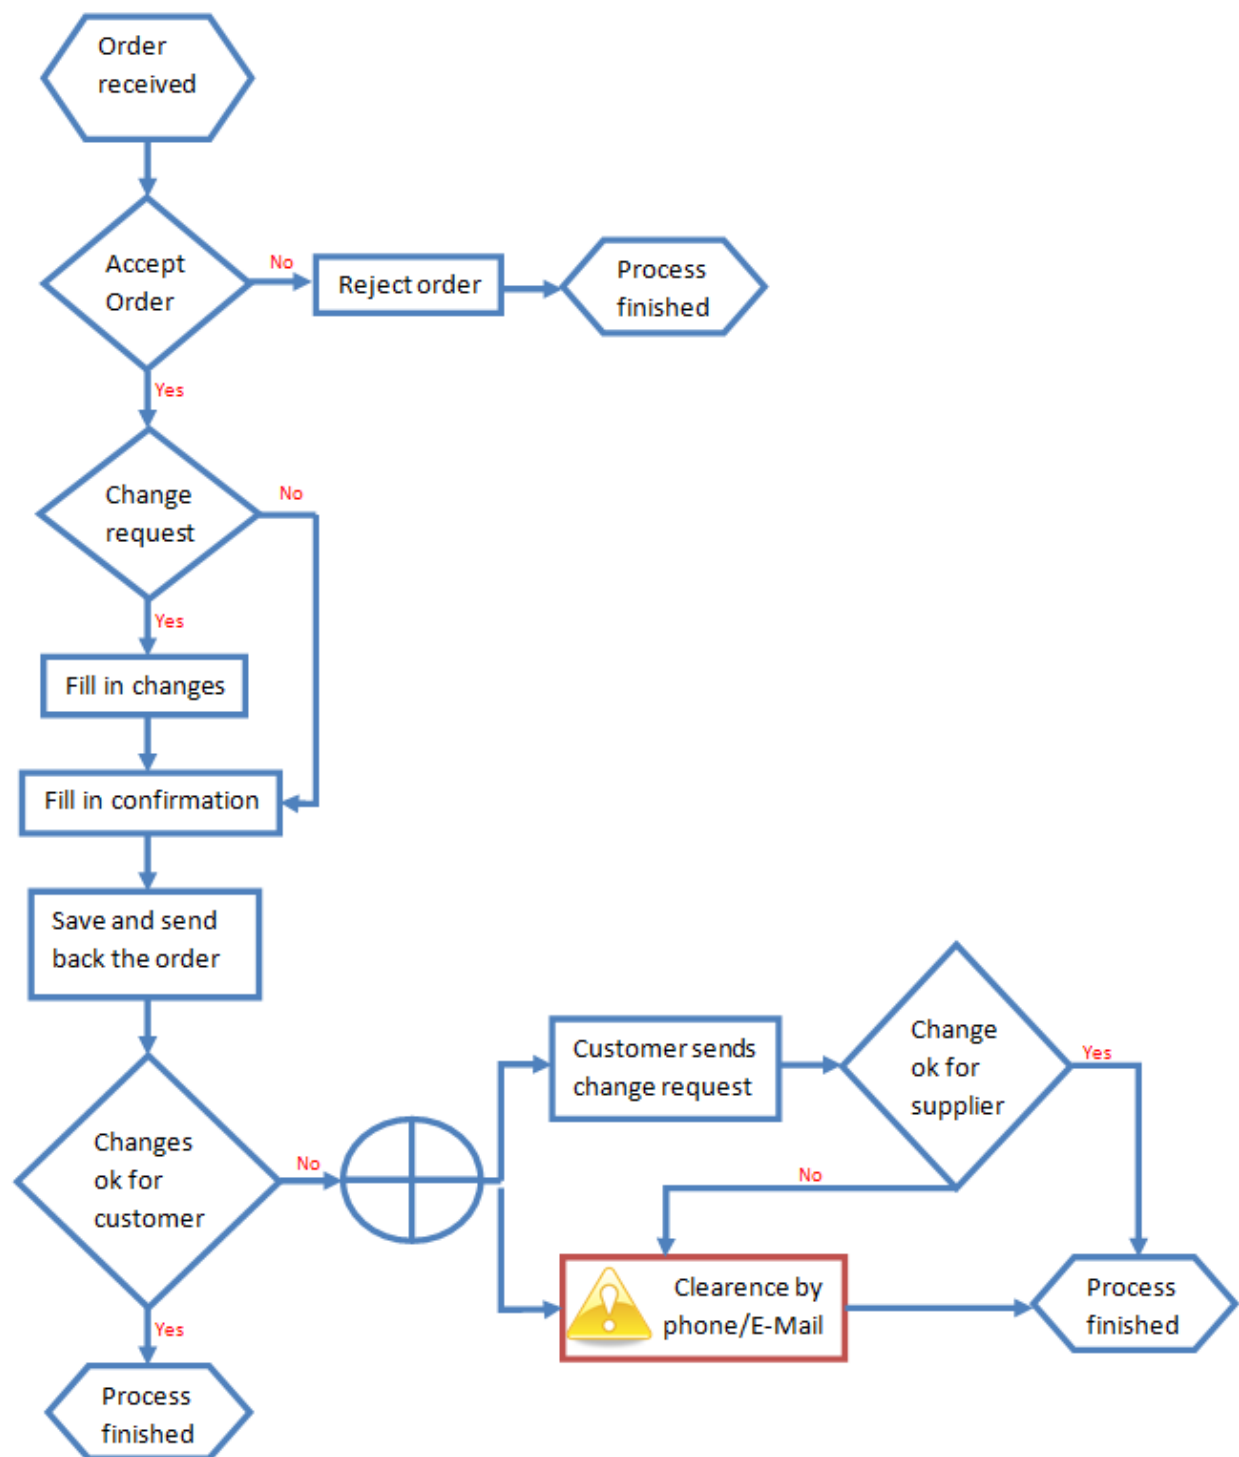 Order
received
Accept
Order
No
Reject order
Process
finished
Yes
Change
request
No
Yes
Fill in changes
Fill in confirmation
Save and send
back the order
Changes
ok for
customer
No
Customer sends
change request
Change
ok for
supplier
Yes
No
Clearence by
phone/E-Mail
Process
finished
Yes
Process
finished